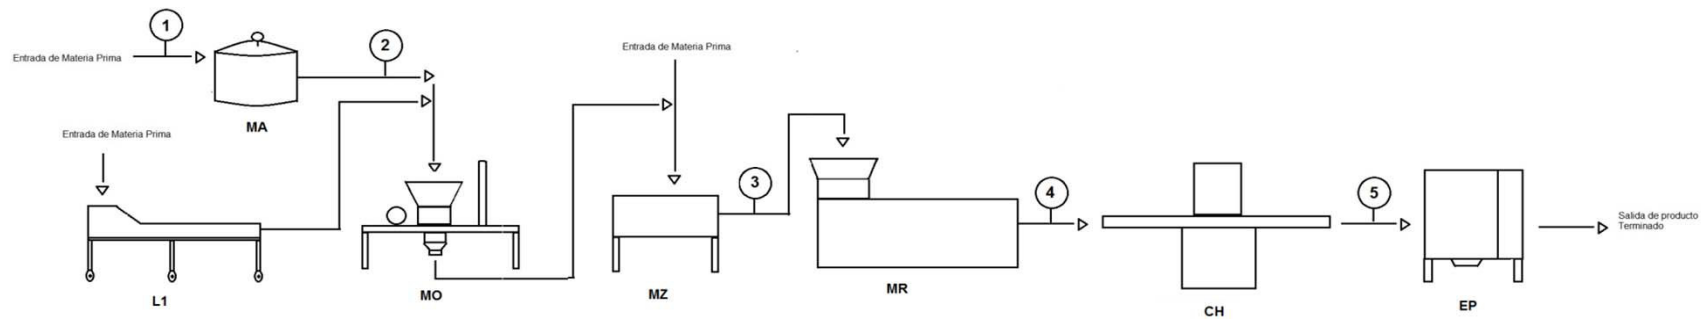 1
Entrada de Materia Prima
MA
2
Entrada de Materia Prima
L1
MO
Entrada de Materia Prima
MZ
3
MR
4
CH
5
EP
Salida de producto
Terminado